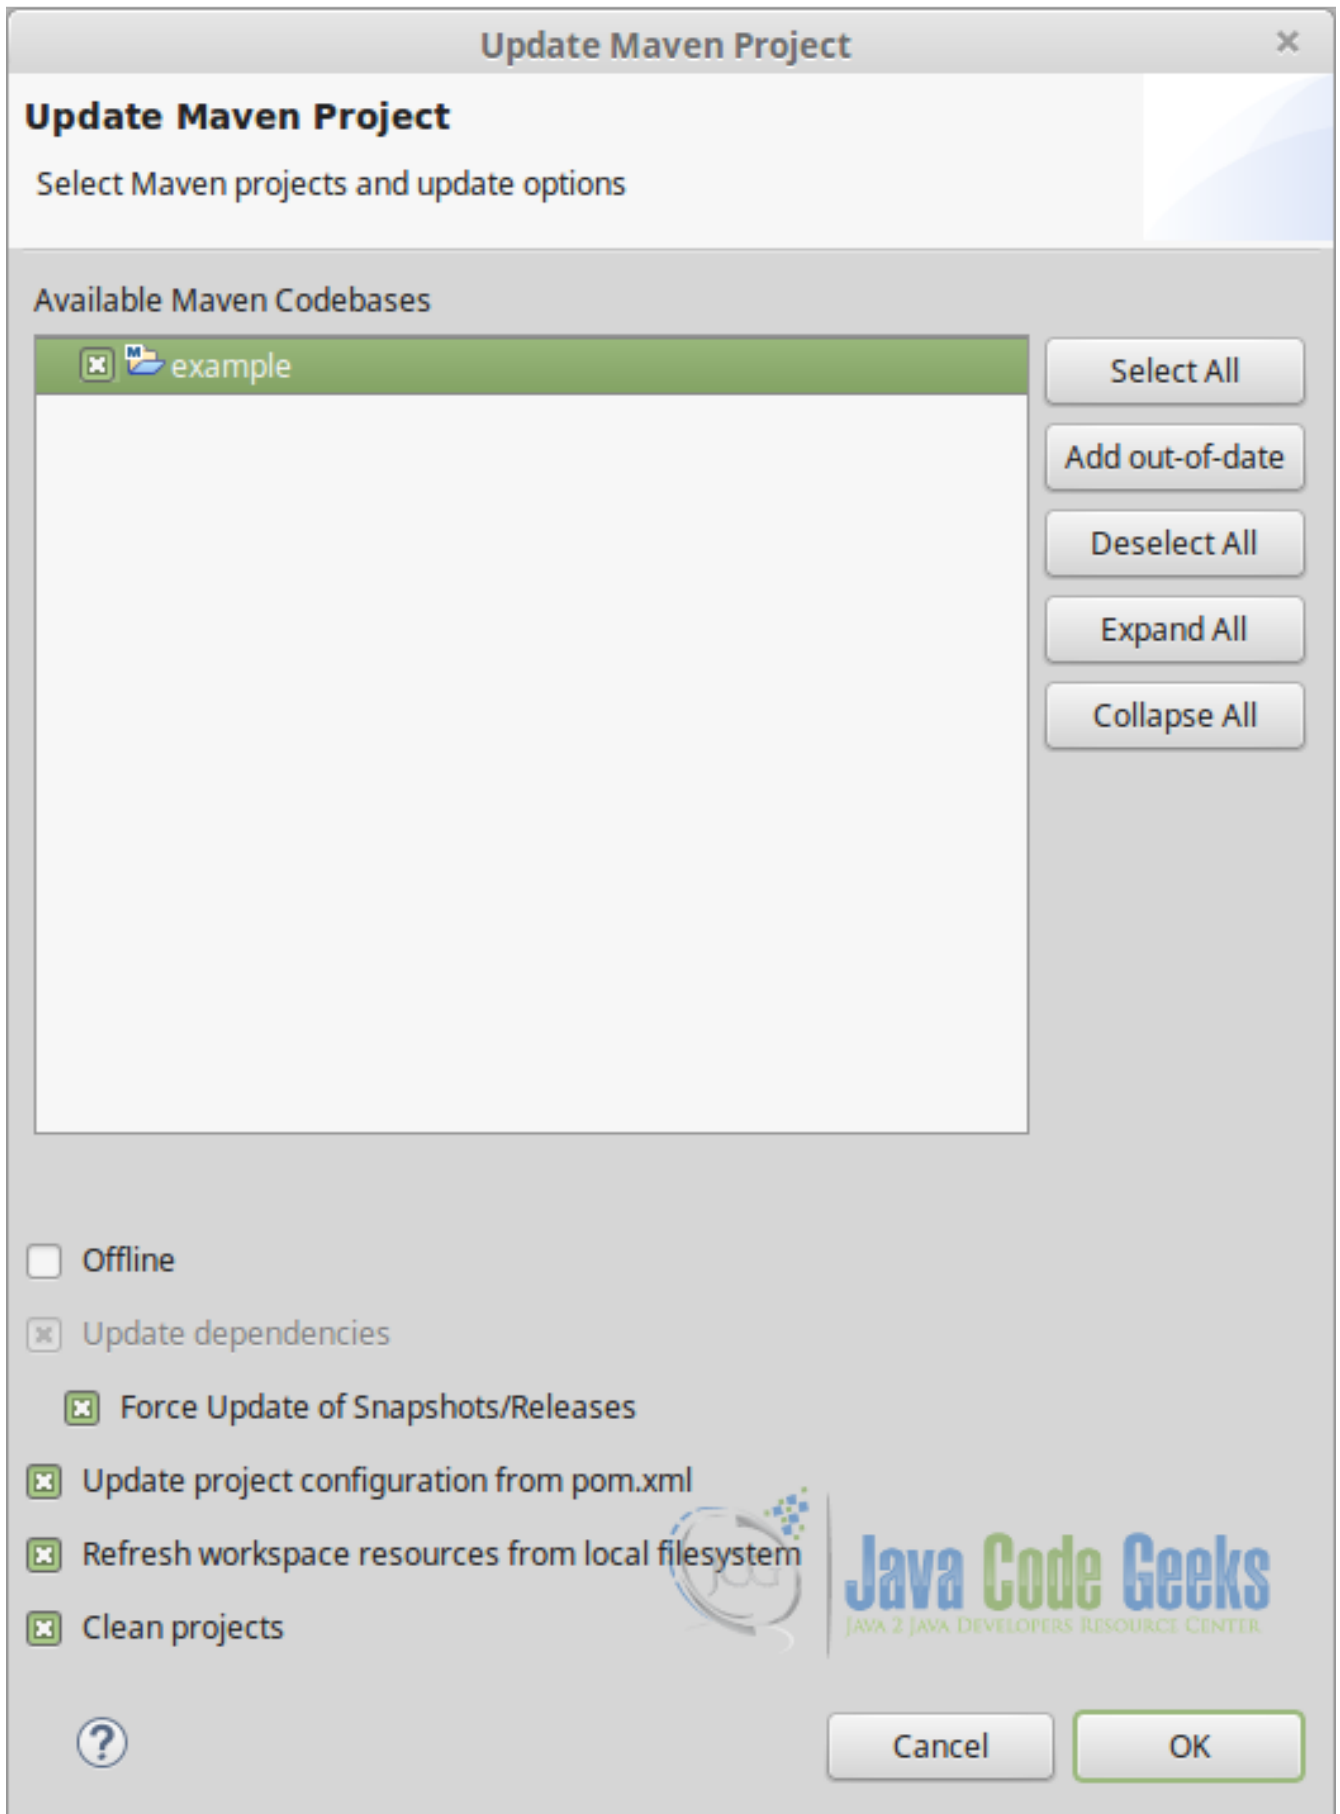 Update Maven Project
Update Maven Project
Select Maven projects and update options
Available Maven Codebases
example
Select All
Add out-of-date
Deselect All
Expand All
Collapse All
Offline
Update dependencies
Force Update of Snapshots/Releases
Update project configuration from pom.xml
Refresh workspace resources from local filesystem
Clean projects
JCG
Java Code Geeks
JAVA 2 JAVA DEVELOPERS RESOURCE CENTER
?
Cancel
OK